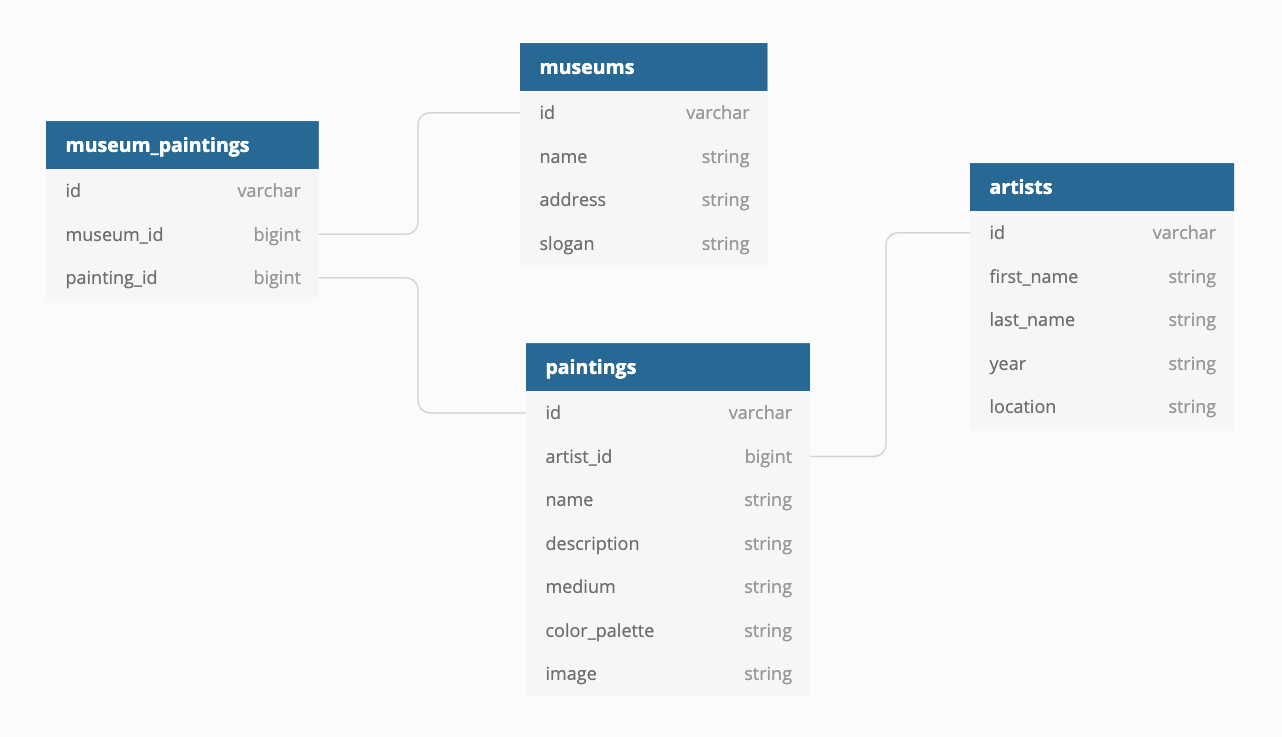 museum_paintings
id varchar
museum_id bigint
painting_id bigint
museums
id varchar
name string
address string
slogan string
paintings
id varchar
artist_id bigint
name string
description string
medium string
color_palette string
image string
artists
id varchar
first_name string
last_name string
year string
location string